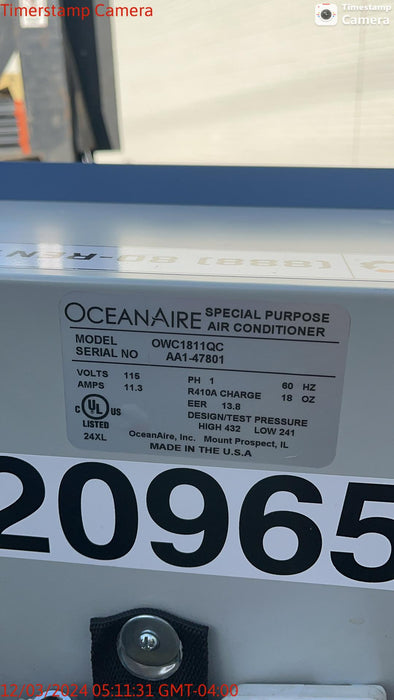 Timerstamp Camera
Timestamp
Camera
OCEANAIRE SPECIAL PURPOSE
AIR CONDITIONER
MODEL OWC1811QC
SERIAL NO AA1-47801
VOLTS 115 PH 1 60 HZ
AMPS 11.3 R410A CHARGE 18 OZ
EER 13.8
DESIGN/TEST PRESSURE
HIGH 432 LOW 241
C UL US
LISTED
24XL
OceanAire, Inc. Mount Prospect, IL
MADE IN THE U.S.A
20965
12/03/2024 05:11:31 GMT-04:00